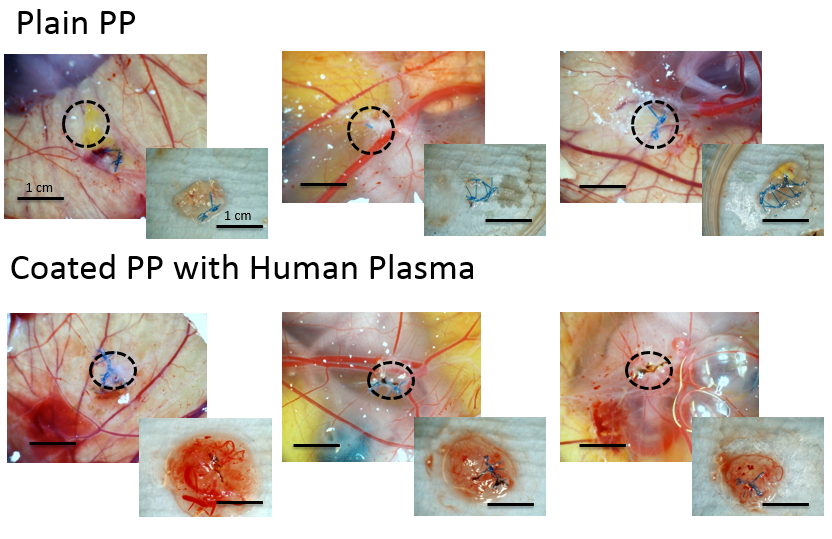 Plain PP
1 cm
1 cm
Coated PP with Human Plasma